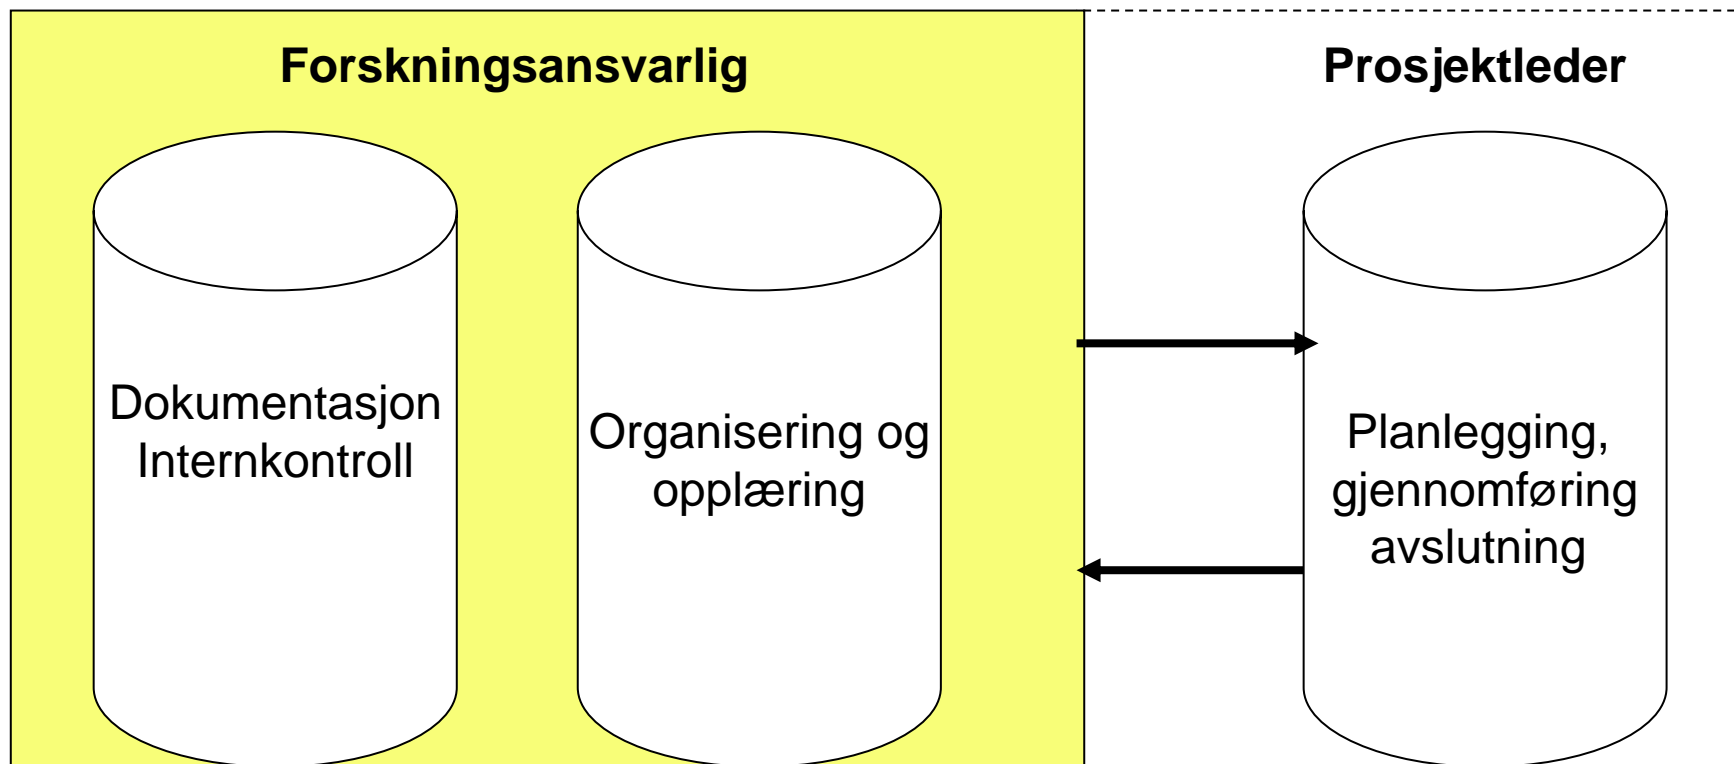 Forskningsansvarlig
Prosjektleder
Dokumentasjon
Internkontroll
Organisering og
opplæring
Planlegging,
gjennomføring
avslutning